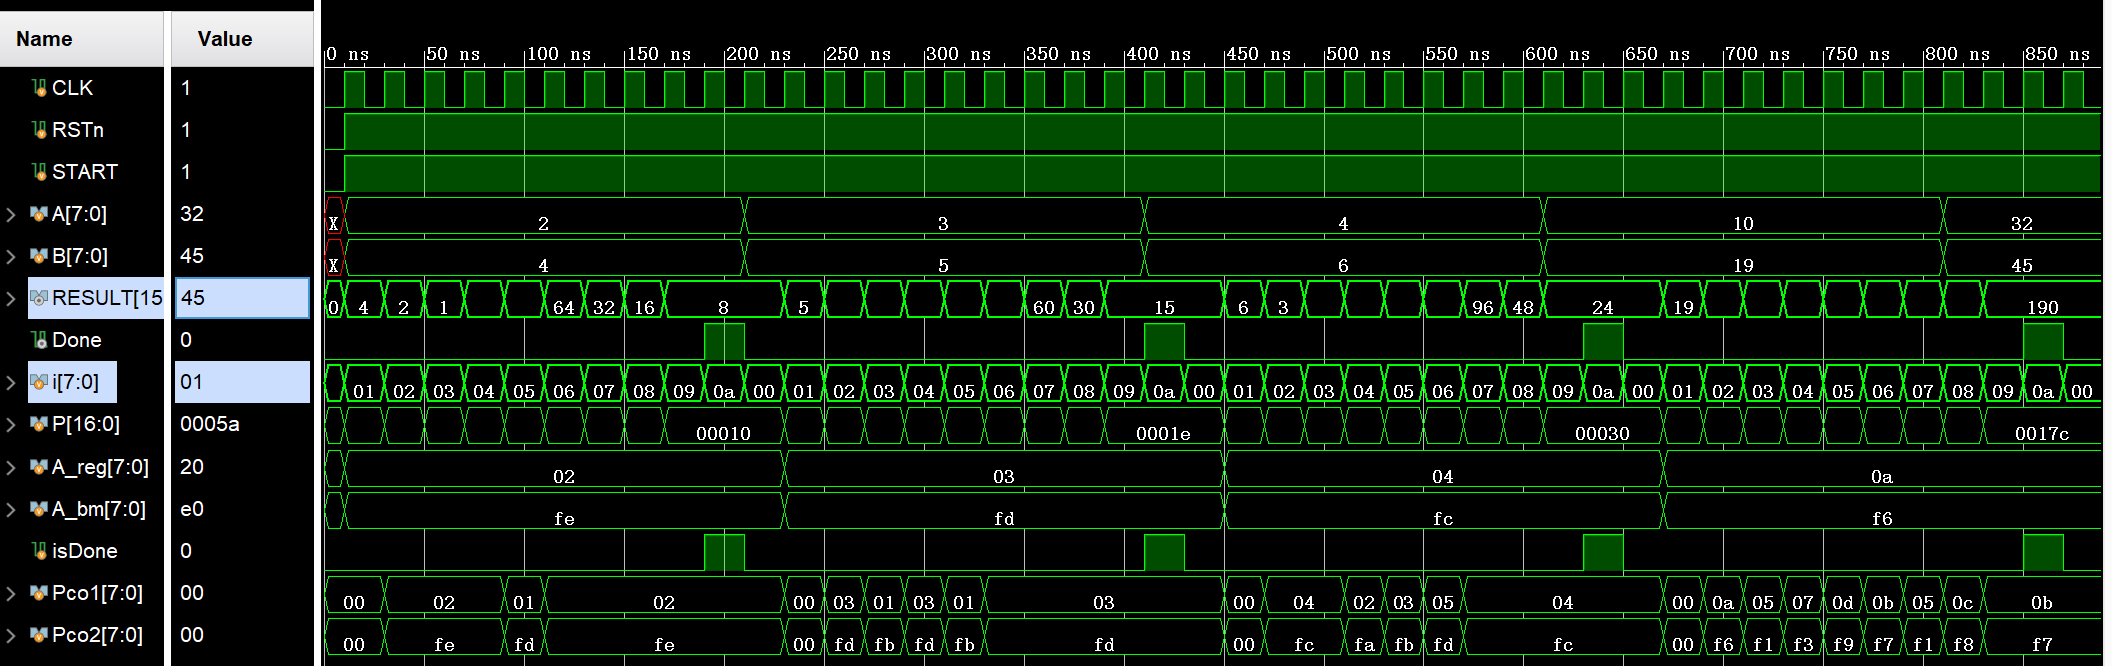 Name Value
0 ns 50 ns 100 ns 150 ns 200 ns 250 ns 300 ns 350 ns 400 ns 450 ns 500 ns 550 ns 600 ns 650 ns 700 ns 750 ns 800 ns 850 ns
CLK 1
RSTn 1
START 1
A[7:0] 32 X 2 3 4 10 32
B[7:0] 45 X 4 5 6 19 45
RESULT[15 45 0 4 2 1 64 32 16 8 5 60 30 15 6 3 96 48 24 19 190
Done 0
i[7:0] 01 01 02 03 04 05 06 07 08 09 0a 00 01 02 03 04 05 06 07 08 09 0a 00 01 02 03 04 05 06 07 08 09 0a 00 01 02 03 04 05 06 07 08 09 0a 00
P[16:0] 0005a 00010 0001e 00030 0017c
A_reg[7:0] 20 02 03 04 0a
A_bm[7:0] e0 fe fd fc f6
isDone 0
Pco1[7:0] 00 00 02 01 02 00 03 01 03 01 03 00 04 02 03 05 04 00 0a 05 07 0d 0b 05 0c 0b
Pco2[7:0] 00 00 fe fd fe 00 fd fb fd fb fd 00 fc fa fb fd fc 00 f6 f1 f3 f9 f7 f1 f8 f7